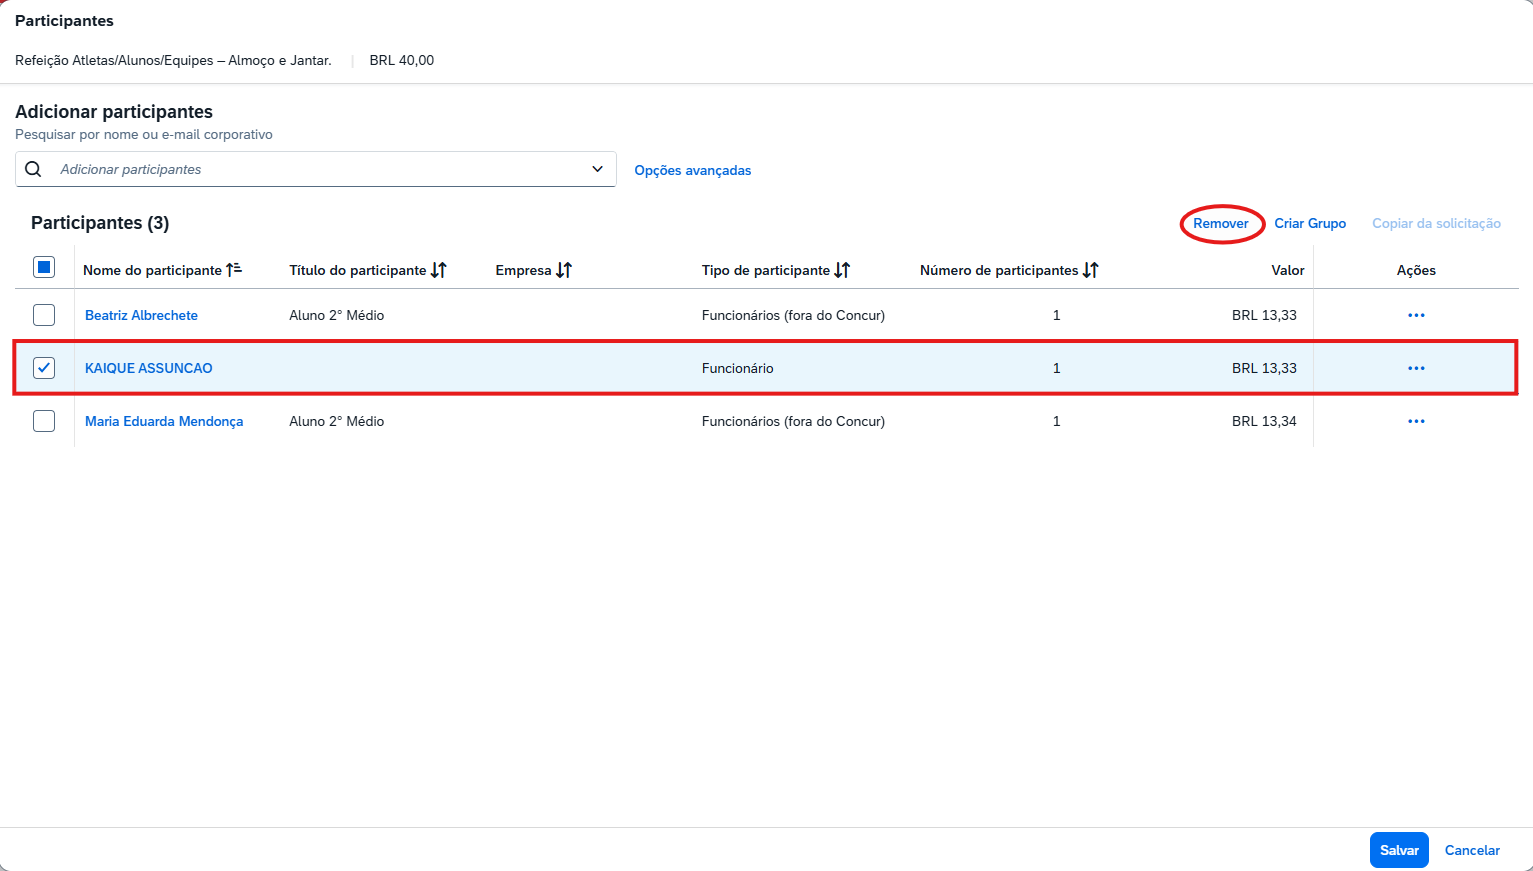 Participantes
Refeição Atletas/Alunos/Equipes – Almoço e Jantar. | BRL 40,00
Adicionar participantes
Pesquisar por nome ou e-mail corporativo
Adicionar participantes Opções avançadas
Participantes (3) Remover Criar Grupo Copiar da solicitação
Nome do participante Título do participante Empresa Tipo de participante Número de participantes Valor Ações
Beatriz Albrechete Aluno 2° Médio Funcionários (fora do Concur) 1 BRL 13,33
KAIQUE ASSUNCAO Funcionário 1 BRL 13,33
Maria Eduarda Mendonça Aluno 2° Médio Funcionários (fora do Concur) 1 BRL 13,34
Salvar Cancelar